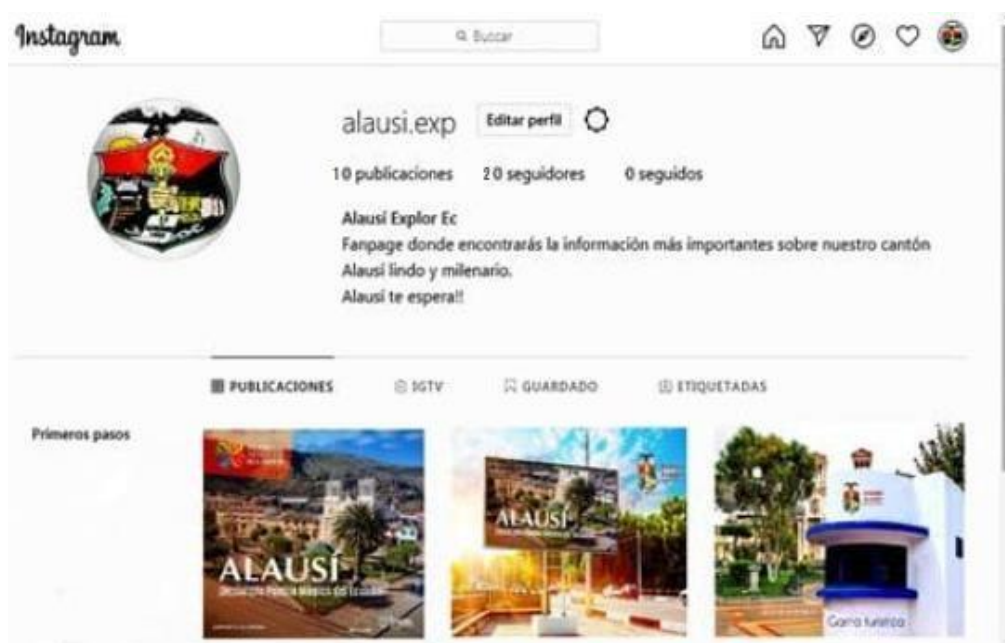 Instagram
Buscar
alausi.exp Editar perfil
10 publicaciones 20 seguidores 0 seguidos
Alausí Explor Ec
Fanpage donde encontrarás la información más importantes sobre nuestro cantón
Alausí lindo y milenario.
Alausí te espera!!
PUBLICACIONES IGTV GUARDADO ETIQUETADAS
Primeros pasos
ALAUSÍ
ALAUSÍ